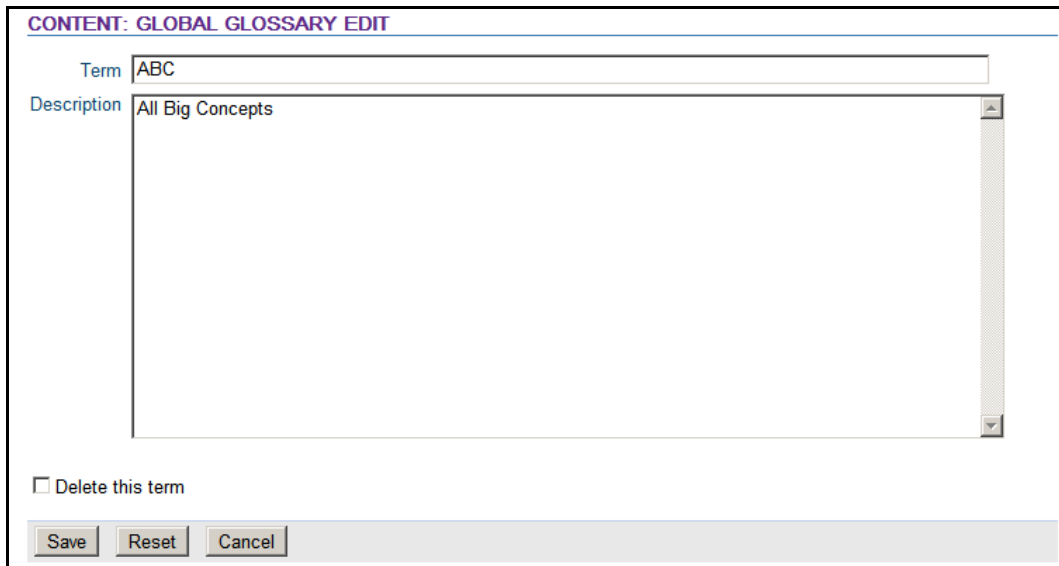 CONTENT: GLOBAL GLOSSARY EDIT
Term ABC
Description All Big Concepts
Delete this term
Save Reset Cancel